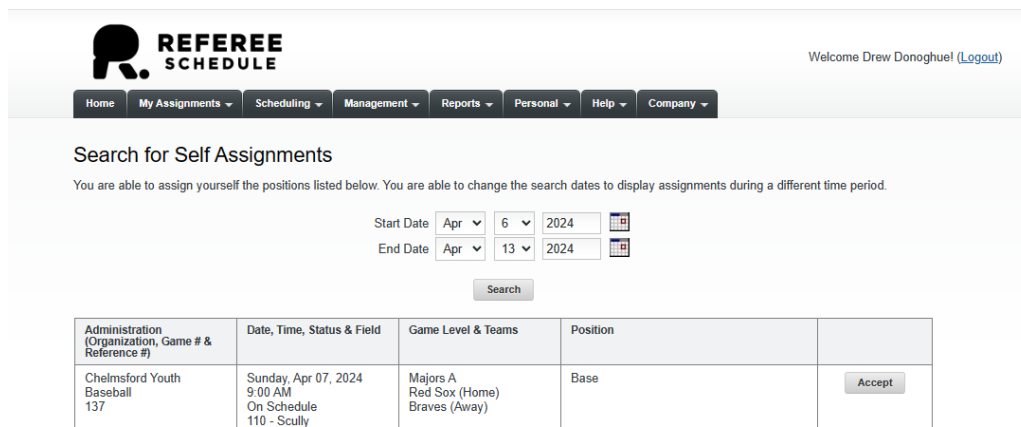 REFEREE
SCHEDULE
Welcome Drew Donoghue! (Logout)
Home My Assignments Scheduling Management Reports Personal Help Company
Search for Self Assignments
You are able to assign yourself the positions listed below. You are able to change the search dates to display assignments during a different time period.
Start Date Apr 6 2024
End Date Apr 13 2024
Search
Administration
(Organization, Game # &
Reference #)
Date, Time, Status & Field
Game Level & Teams
Position
Chelmsford Youth
Baseball
137
Sunday, Apr 07, 2024
9:00 AM
On Schedule
110 - Scully
Majors A
Red Sox (Home)
Braves (Away)
Base
Accept